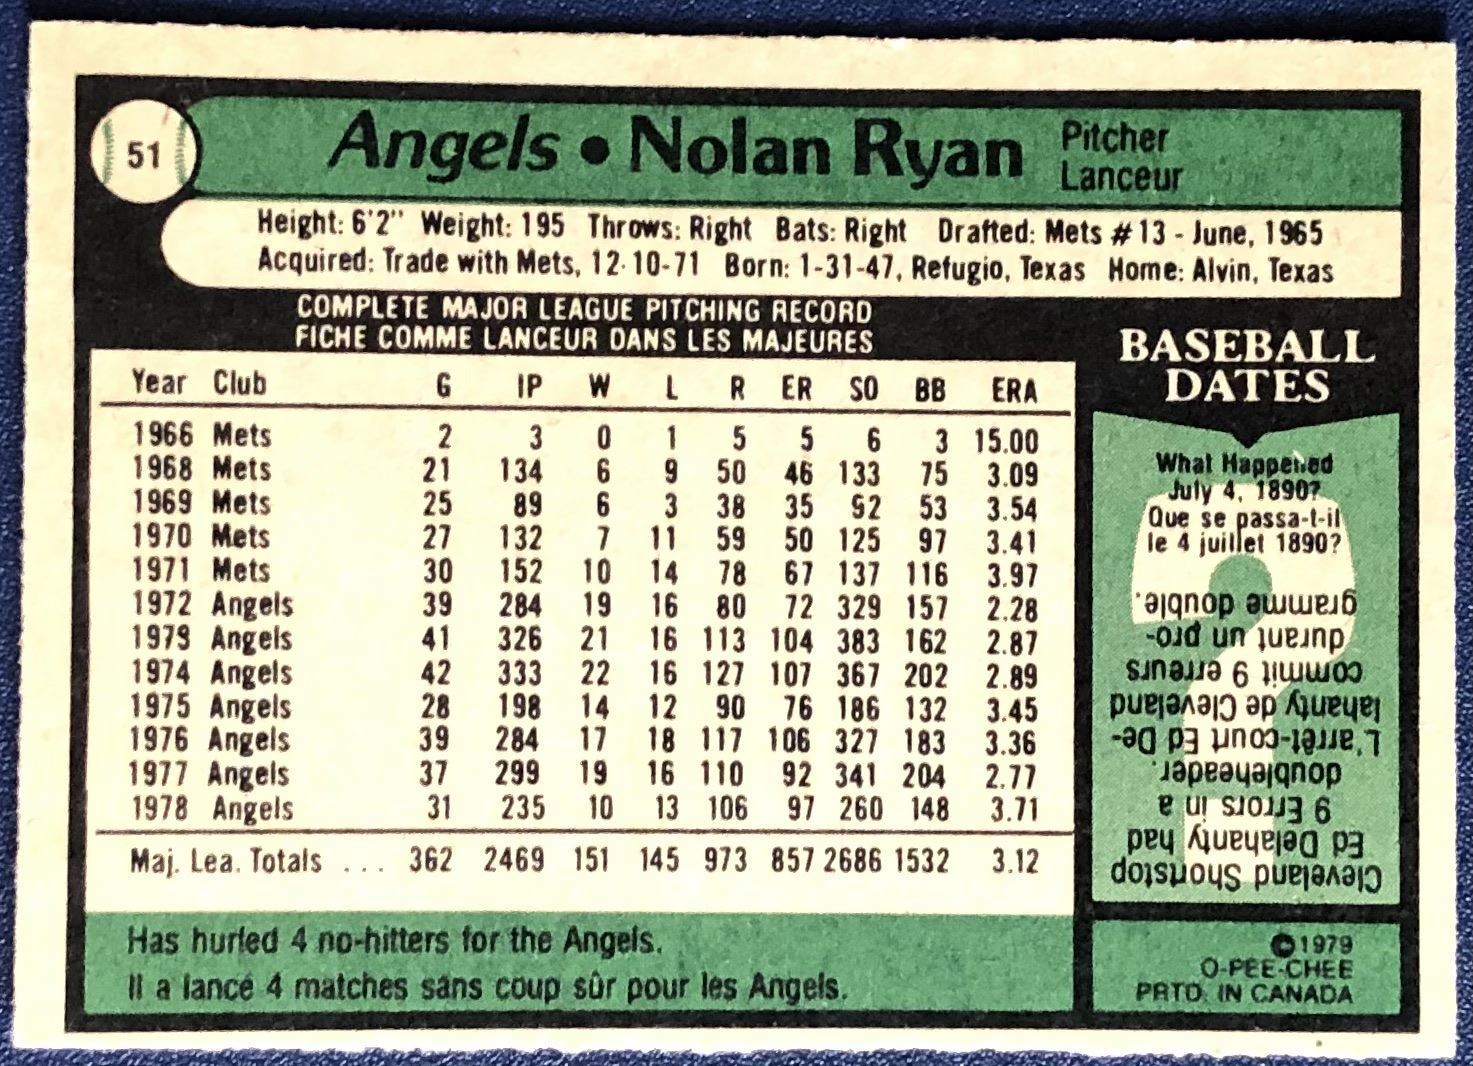 51
Angels • Nolan Ryan
Pitcher
Lanceur
Height: 6'2" Weight: 195 Throws: Right Bats: Right Drafted: Mets #13 - June, 1965
Acquired: Trade with Mets, 12-10-71 Born: 1-31-47, Refugio, Texas Home: Alvin, Texas
COMPLETE MAJOR LEAGUE PITCHING RECORD
FICHE COMME LANCEUR DANS LES MAJEURES
Year Club G IP W L R ER SO BB ERA
1966 Mets 2 3 0 1 5 5 6 3 15.00
1968 Mets 21 134 6 9 50 46 133 75 3.09
1969 Mets 25 89 6 3 38 35 92 53 3.54
1970 Mets 27 132 7 11 59 50 125 97 3.41
1971 Mets 30 152 10 14 78 67 137 116 3.97
1972 Angels 39 284 19 16 80 72 329 157 2.28
1973 Angels 41 326 21 16 113 104 383 162 2.87
1974 Angels 42 333 22 16 127 107 367 202 2.89
1975 Angels 28 198 14 12 90 76 186 132 3.45
1976 Angels 39 284 17 18 117 106 327 183 3.36
1977 Angels 37 299 19 16 110 92 341 204 2.77
1978 Angels 31 235 10 13 106 97 260 148 3.71
Maj. Lea. Totals ... 362 2469 151 145 973 857 2686 1532 3.12
Has hurled 4 no-hitters for the Angels.
Il a lancé 4 matches sans coup sûr pour les Angels.
BASEBALL
DATES
What Happened
July 4, 1890?
Que se passa-t-il
le 4 juillet 1890?
Cleveland Shortstop
Ed Delahanty had
9 Errors in a
doubleheader.
L'arrêt-court Ed De-
lahanty de Cleveland
commit 9 erreurs
durant un pro-
gramme double.
©1979
O-PEE-CHEE
PRTD. IN CANADA